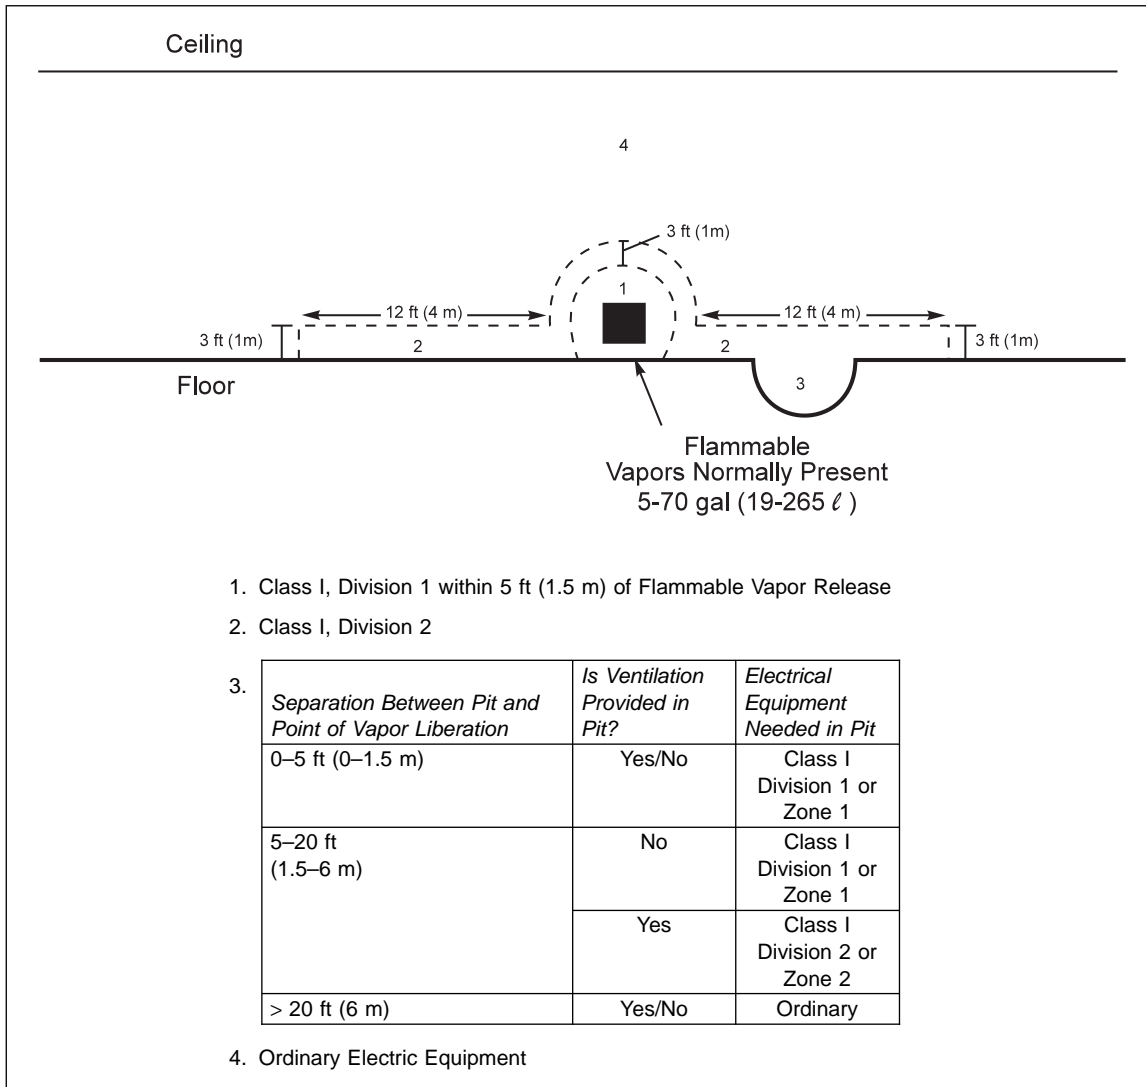 Ceiling
4
3 ft (1m)
1
12 ft (4 m)
12 ft (4 m)
3 ft (1m)
2
2
3 ft (1m)
Floor
3
Flammable
Vapors Normally Present
5-70 gal (19-265 ℓ )
1. Class I, Division 1 within 5 ft (1.5 m) of Flammable Vapor Release
2. Class I, Division 2
3.
Separation Between Pit and
Point of Vapor Liberation
Is Ventilation
Provided in
Pit?
Electrical
Equipment
Needed in Pit
0–5 ft (0–1.5 m)
Yes/No
Class I
Division 1 or
Zone 1
5–20 ft
(1.5–6 m)
No
Class I
Division 1 or
Zone 1
Yes
Class I
Division 2 or
Zone 2
> 20 ft (6 m)
Yes/No
Ordinary
4. Ordinary Electric Equipment